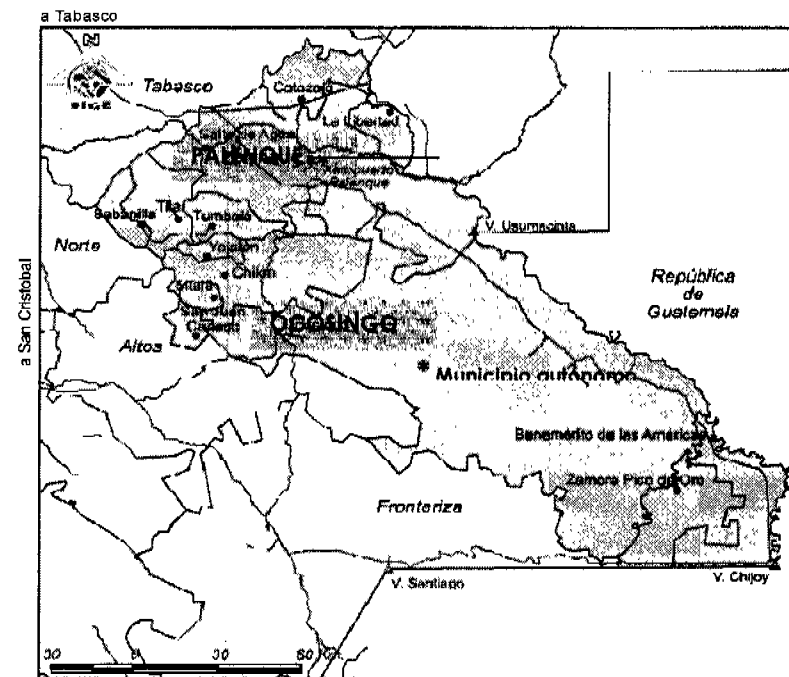 a Tabasco
N
Tabasco
Catazajá
La Libertad
Salto de Agua
PALENQUE
Aeropuerto
Palenque
Tila
Sabanilla
Tumbalá
V. Usumacinta
Norte
Yajalón
Chilón
República
de
Guatemala
Sitalá
a San Cristobal
OCOSINGO
Altos
Municipio autónomo
Benemérito de las Américas
Zamora Pico de Oro
Fronteriza
V. Santiago
V. Chijoy
30 0 30 60 Km.